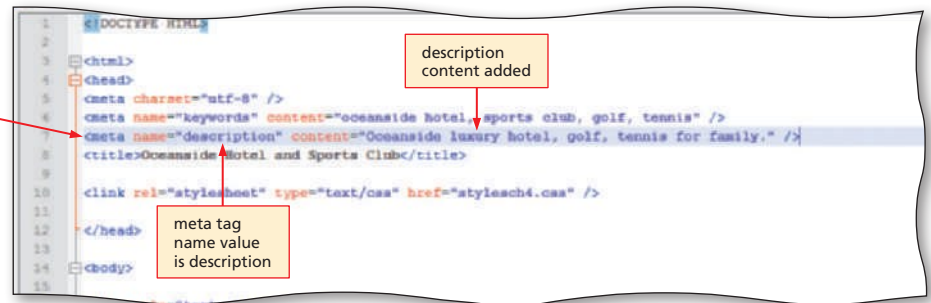 1 <!DOCTYPE HTML>
2
3 <html>
4 <head>
5 <meta charset="utf-8" />
6 <meta name="keywords" content="oceanside hotel, sports club, golf, tennis" />
7 <meta name="description" content="Oceanside luxury hotel, golf, tennis for family." />
8 <title>Oceanside Hotel and Sports Club</title>
9
10 <link rel="stylesheet" type="text/css" href="stylesch4.css" />
11
12 </head>
13
14 <body>
15
description
content added
meta tag
name value
is description